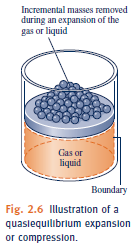 Incremental masses removed
during an expansion of the
gas or liquid
Gas or
liquid
Boundary
Fig. 2.6 Illustration of a
quasiequilibrium expansion
or compression.